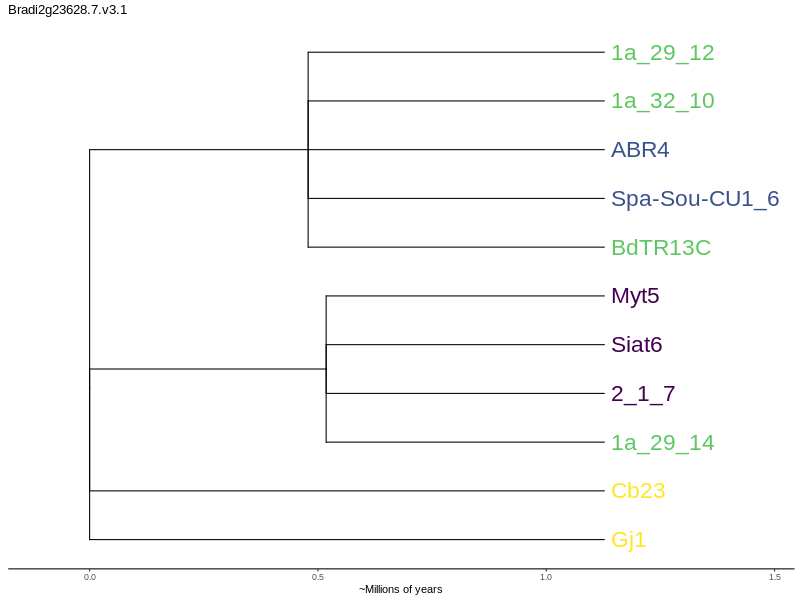 Bradi2g23628.7.v3.1
1a_29_12
1a_32_10
ABR4
Spa-Sou-CU1_6
BdTR13C
Myt5
Siat6
2_1_7
1a_29_14
Cb23
Gj1
0.0 0.5 1.0 1.5
~Millions of years